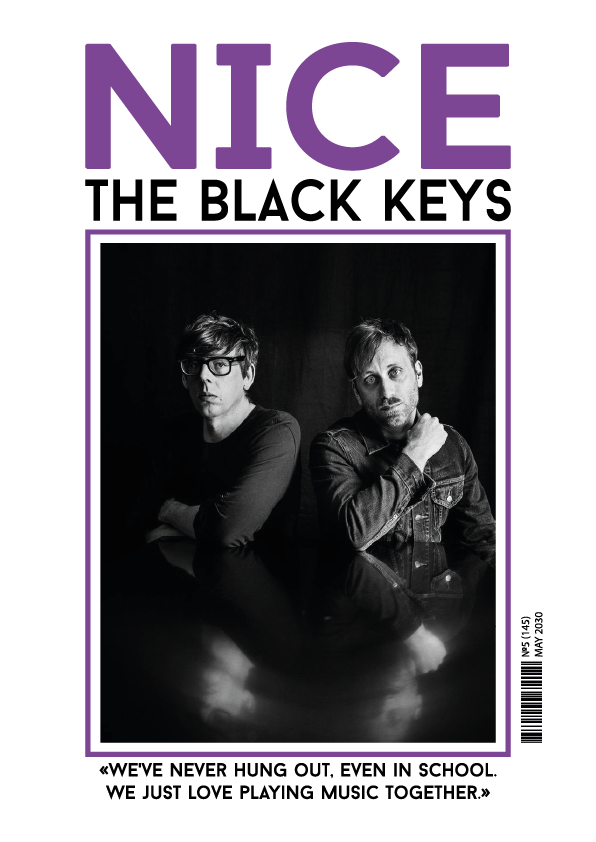 NICE
THE BLACK KEYS
№5 (145)
MAY 2030
«WE'VE NEVER HUNG OUT, EVEN IN SCHOOL.
WE JUST LOVE PLAYING MUSIC TOGETHER.»